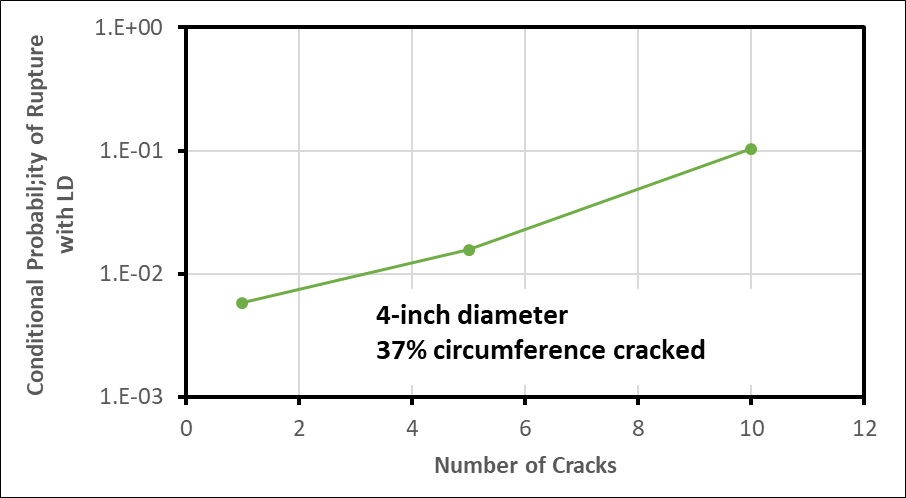 Conditional Probabil;ity of Rupture
with LD
1.E+00
1.E-01
1.E-02
1.E-03
4-inch diameter
37% circumference cracked
0 2 4 6 8 10 12
Number of Cracks